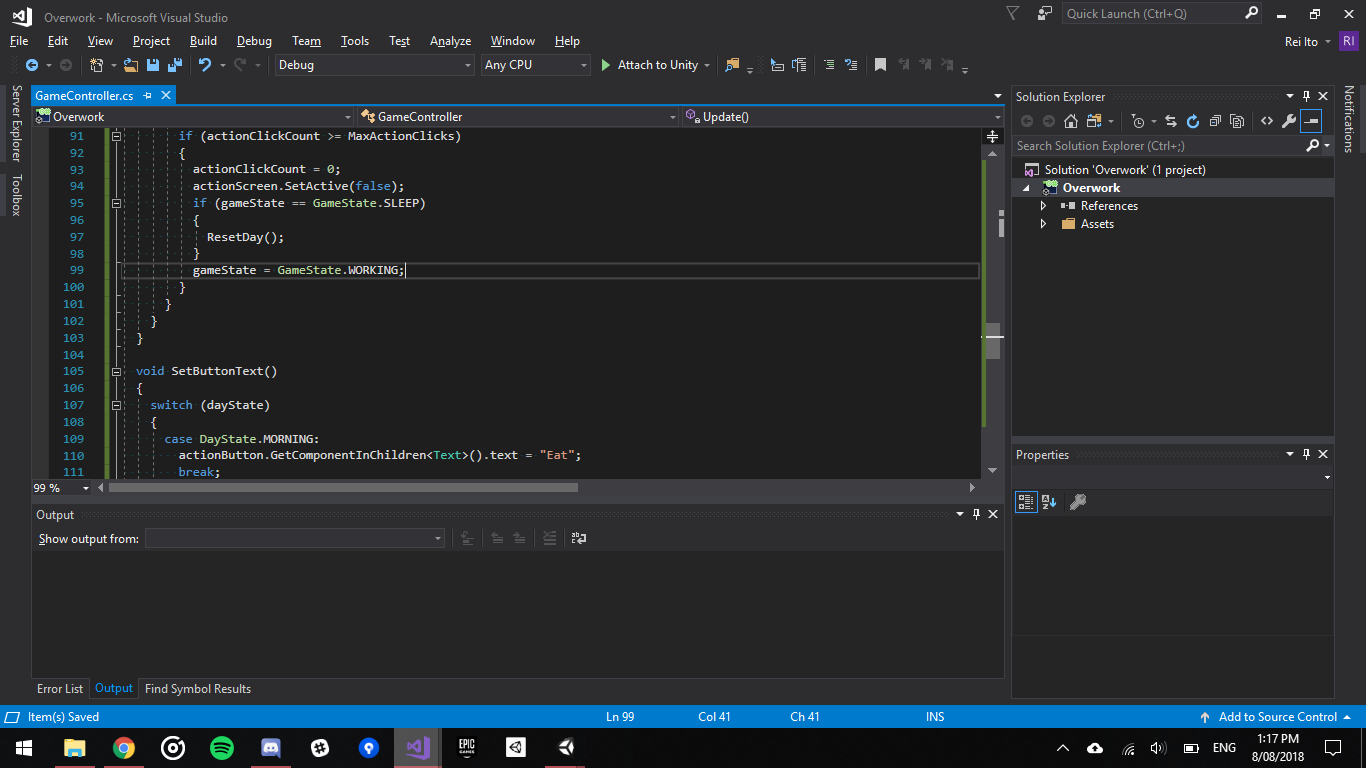 Overwork - Microsoft Visual Studio
Quick Launch (Ctrl+Q)
File Edit View Project Build Debug Team Tools Test Analyze Window Help
Rei Ito RI
Debug Any CPU Attach to Unity
Server Explorer
Toolbox
GameController.cs
Overwork GameController Update()
91 if (actionClickCount >= MaxActionClicks)
92 {
93 actionClickCount = 0;
94 actionScreen.SetActive(false);
95 if (gameState == GameState.SLEEP)
96 {
97 ResetDay();
98 }
99 gameState = GameState.WORKING;
100 }
101 }
102 }
103 }
104
105 void SetButtonText()
106 {
107 switch (dayState)
108 {
109 case DayState.MORNING:
110 actionButton.GetComponentInChildren<Text>().text = "Eat";
111 break;
99 %
Output
Show output from:
Error List Output Find Symbol Results
Solution Explorer
Search Solution Explorer (Ctrl+;)
Solution 'Overwork' (1 project)
Overwork
References
Assets
Properties
Notifications
Item(s) Saved Ln 99 Col 41 Ch 41 INS Add to Source Control
EPIC GAMES
ENG
1:17 PM
8/08/2018